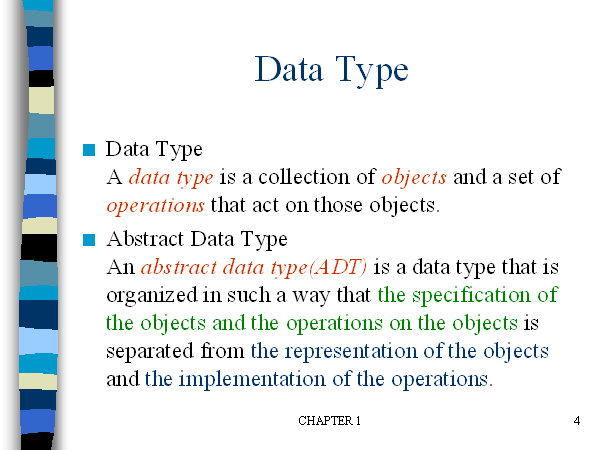 Data Type
Data Type
A data type is a collection of objects and a set of
operations that act on those objects.
Abstract Data Type
An abstract data type(ADT) is a data type that is
organized in such a way that the specification of
the objects and the operations on the objects is
separated from the representation of the objects
and the implementation of the operations.
CHAPTER 1
4